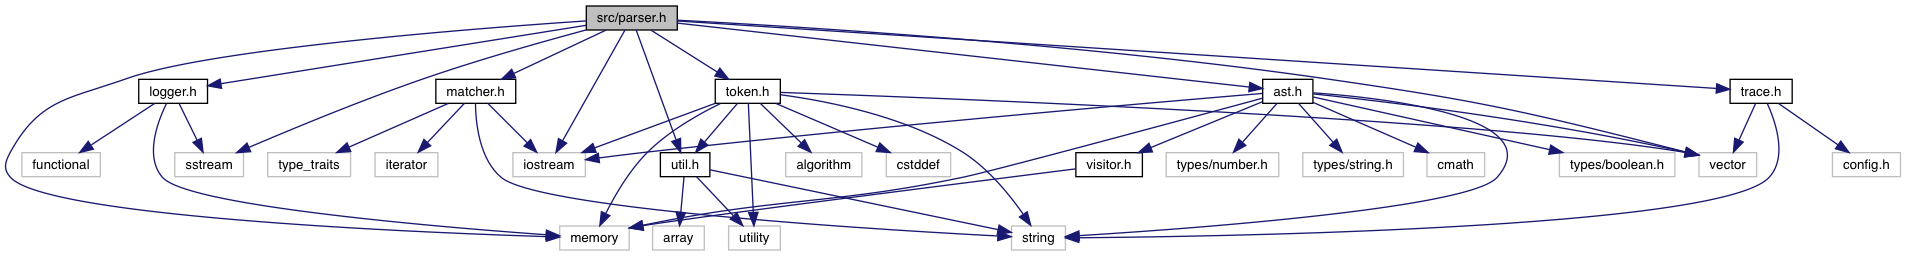 src/parser.h
logger.h
matcher.h
token.h
ast.h
trace.h
functional
sstream
type_traits
iterator
iostream
util.h
algorithm
cstddef
visitor.h
types/number.h
types/string.h
cmath
types/boolean.h
vector
config.h
memory
array
utility
string